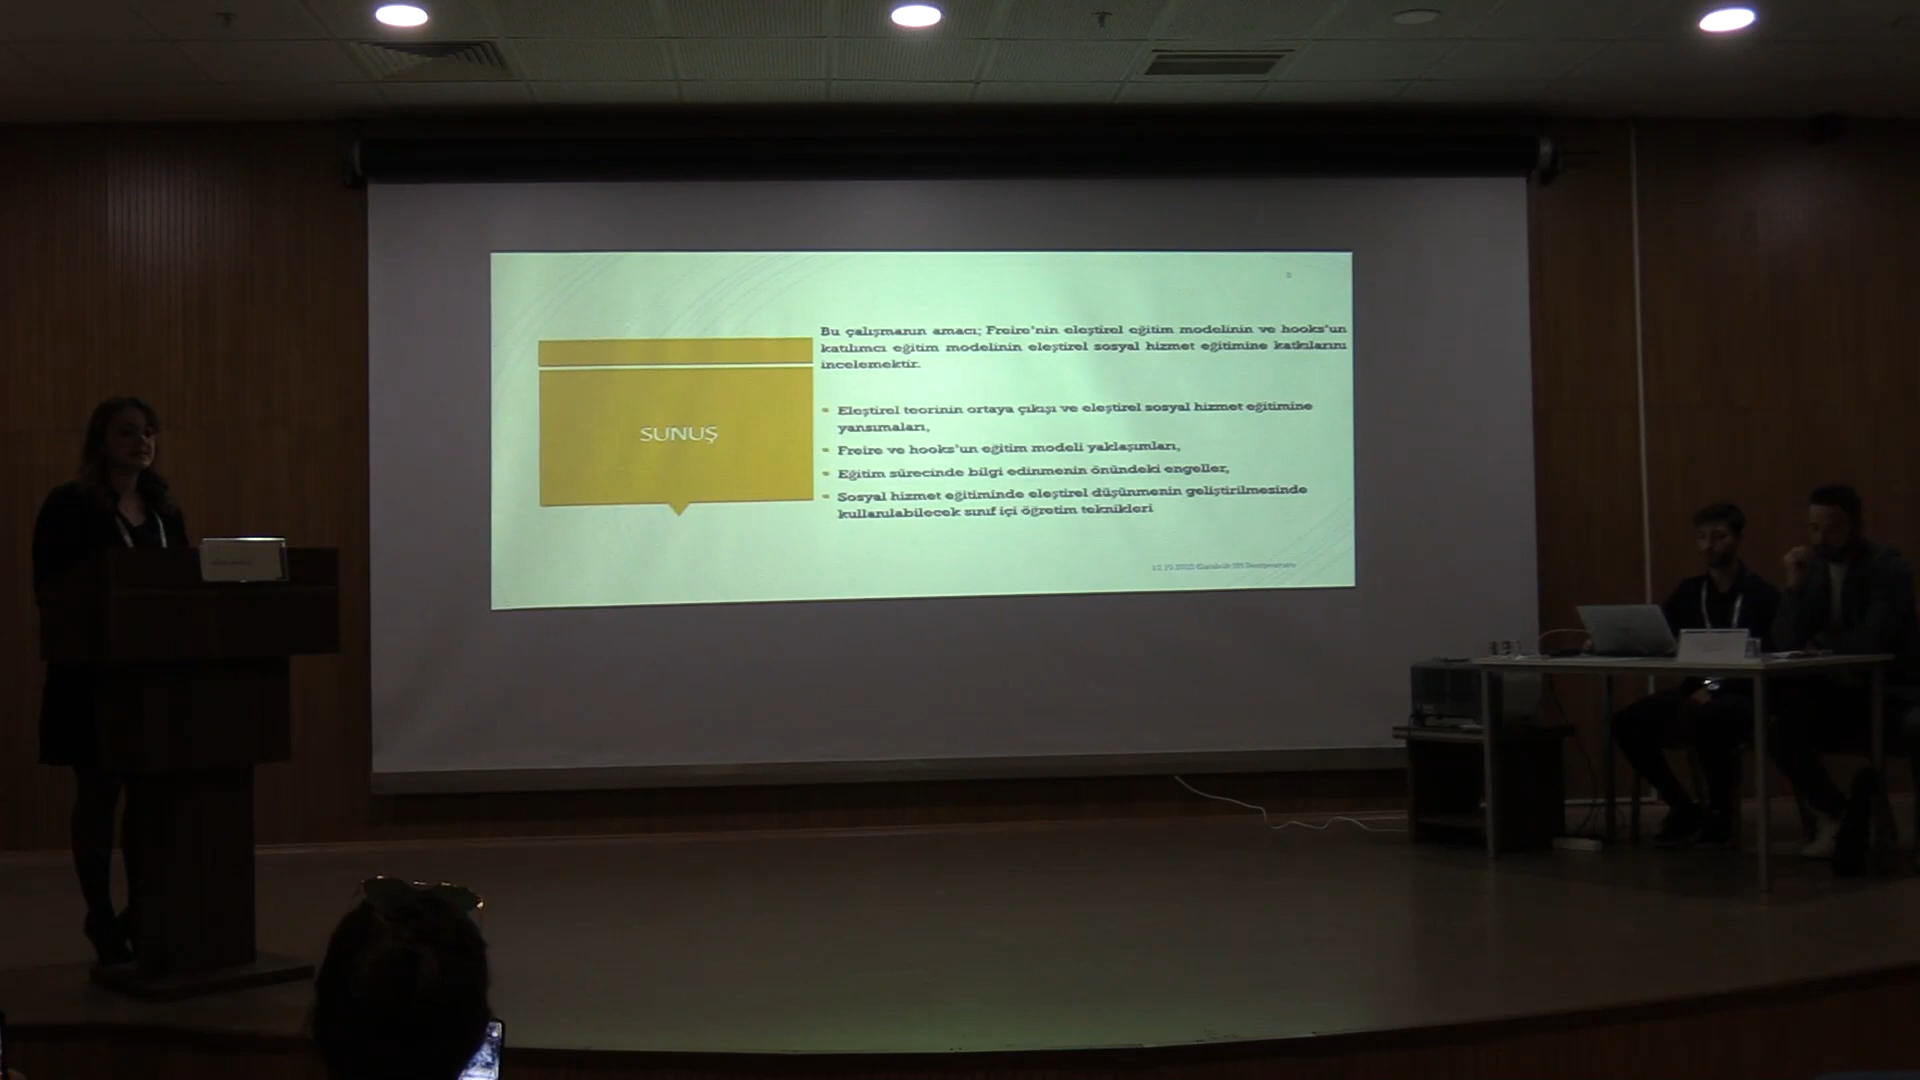 SUNUŞ
Bu çalışmanın amacı; Freire'nin eleştirel eğitim modelinin ve hooks'un
katılımcı eğitim modelinin eleştirel sosyal hizmet eğitimine katkılarını
incelemektir.
Eleştirel teorinin ortaya çıkışı ve eleştirel sosyal hizmet eğitimine
yansımaları,
Freire ve hooks'un eğitim modeli yaklaşımları,
Eğitim sürecinde bilgi edinmenin önündeki engeller,
Sosyal hizmet eğitiminde eleştirel düşünmenin geliştirilmesinde
kullanılabilecek sınıf içi öğretim teknikleri